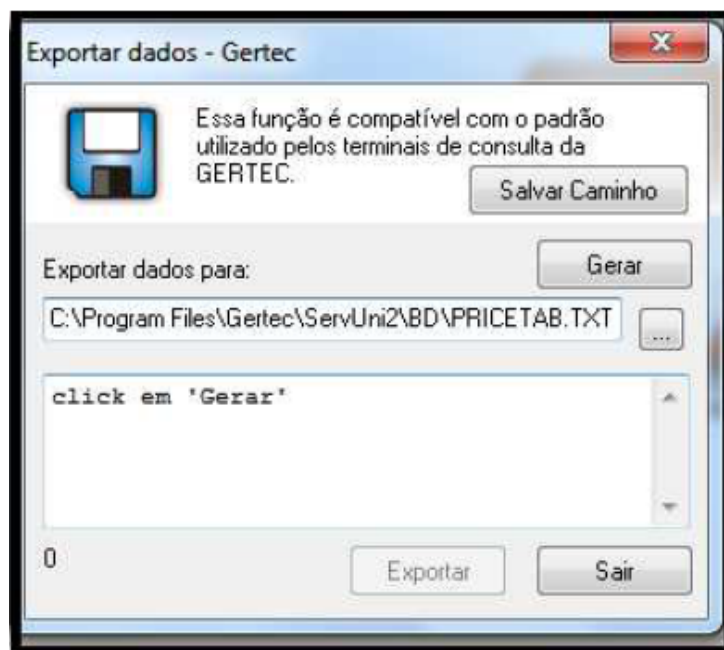 Exportar dados - Gertec
Essa função é compatível com o padrão
utilizado pelos terminais de consulta da
GERTEC.
Salvar Caminho
Gerar
Exportar dados para:
C:\Program Files\Gertec\ServUni2\BD\PRICETAB.TXT
...
click em 'Gerar'
0
Exportar
Sair